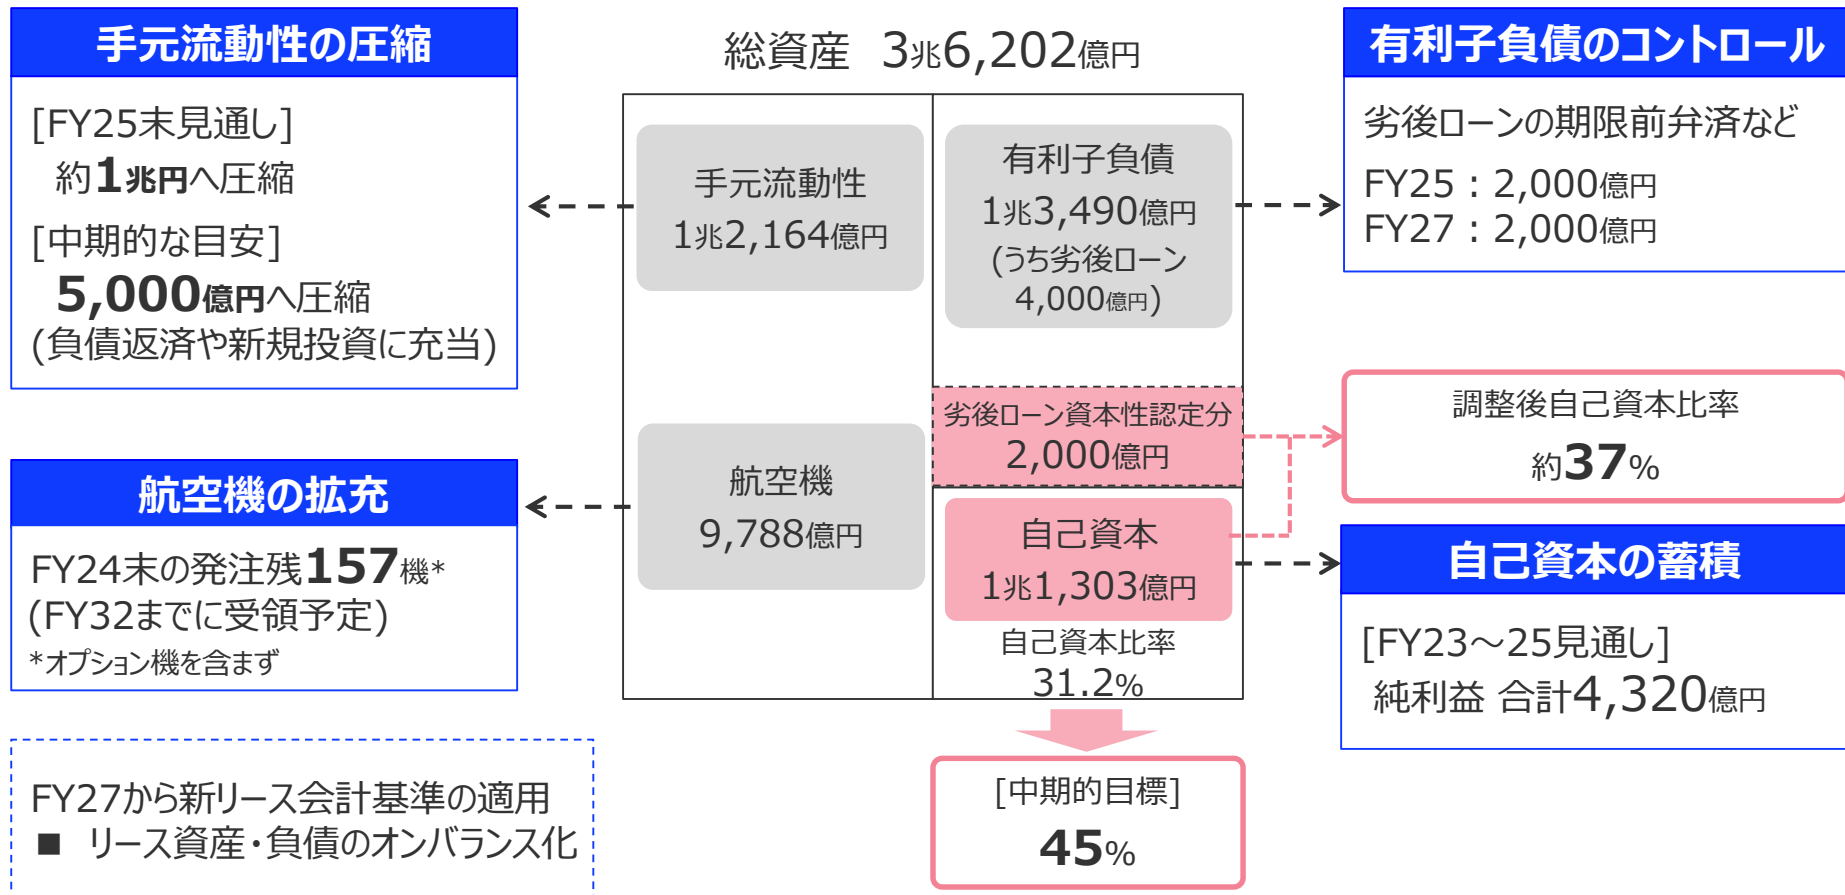 手元流動性の圧縮
[FY25末見通し]
約1兆円へ圧縮
[中期的な目安]
5,000億円へ圧縮
(負債返済や新規投資に充当)
航空機の拡充
FY24末の発注残157機*
(FY32までに受領予定)
*オプション機を含まず
FY27から新リース会計基準の適用
■ リース資産・負債のオンバランス化
総資産 3兆6,202億円
手元流動性
1兆2,164億円
航空機
9,788億円
有利子負債
1兆3,490億円
(うち劣後ローン
4,000億円)
劣後ローン資本性認定分
2,000億円
自己資本
1兆1,303億円
自己資本比率
31.2%
[中期的目標]
45%
有利子負債のコントロール
劣後ローンの期限前弁済など
FY25：2,000億円
FY27：2,000億円
調整後自己資本比率
約37%
自己資本の蓄積
[FY23～25見通し]
純利益 合計4,320億円